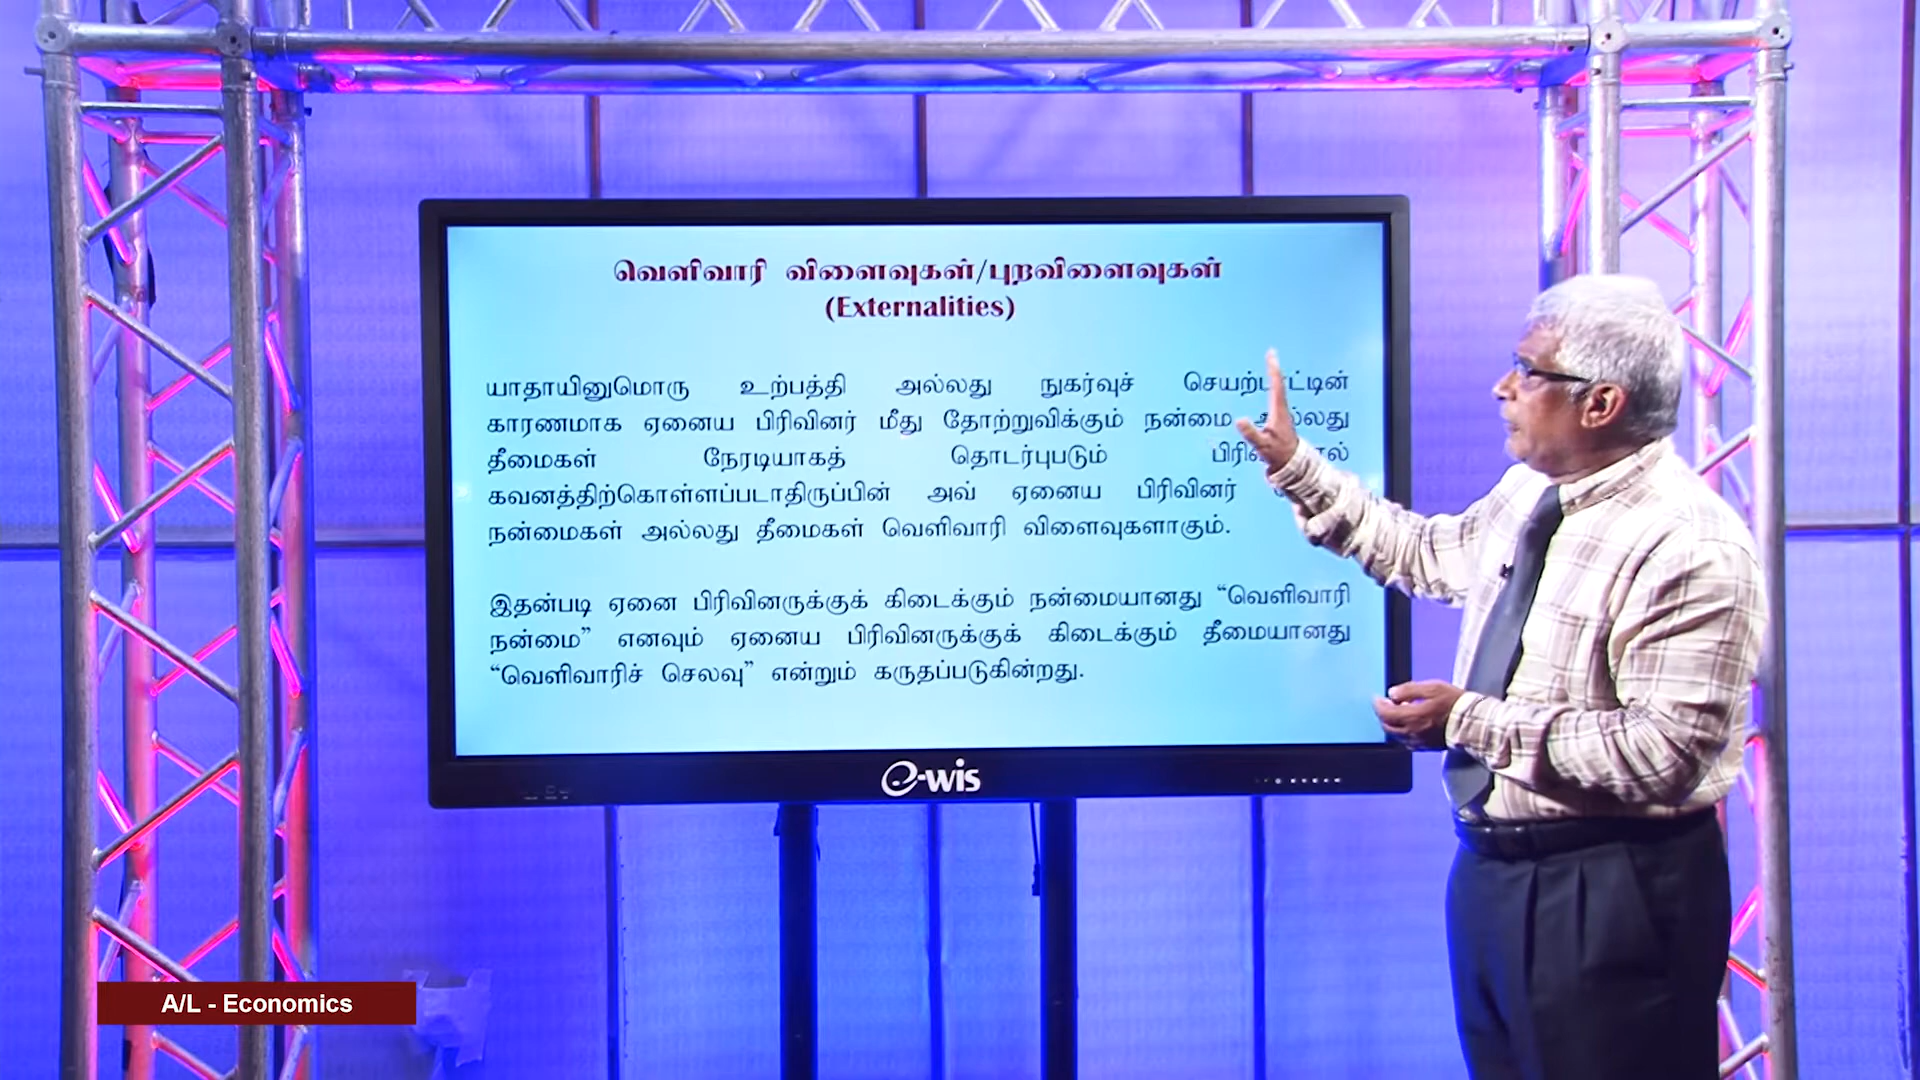 வெளிவாரி விளைவுகள்/புறவிளைவுகள்
(Externalities)
யாதாயினுமொரு உற்பத்தி அல்லது நுகர்வுச் செயற்பாட்டின்
காரணமாக ஏனைய பிரிவினர் மீது தோற்றுவிக்கும் நன்மை அல்லது
தீமைகள் நேரடியாகத் தொடர்புபடும்
கவனத்திற்கொள்ளப்படாதிருப்பின் அவ் ஏனைய பிரிவினர்
நன்மைகள் அல்லது தீமைகள் வெளிவாரி விளைவுகளாகும்.
இதன்படி ஏனை பிரிவினருக்குக் கிடைக்கும் நன்மையானது “வெளிவாரி
நன்மை” எனவும் ஏனைய பிரிவினருக்குக் கிடைக்கும் தீமையானது
“வெளிவாரிச் செலவு” என்றும் கருதப்படுகின்றது.
e-wis
A/L - Economics